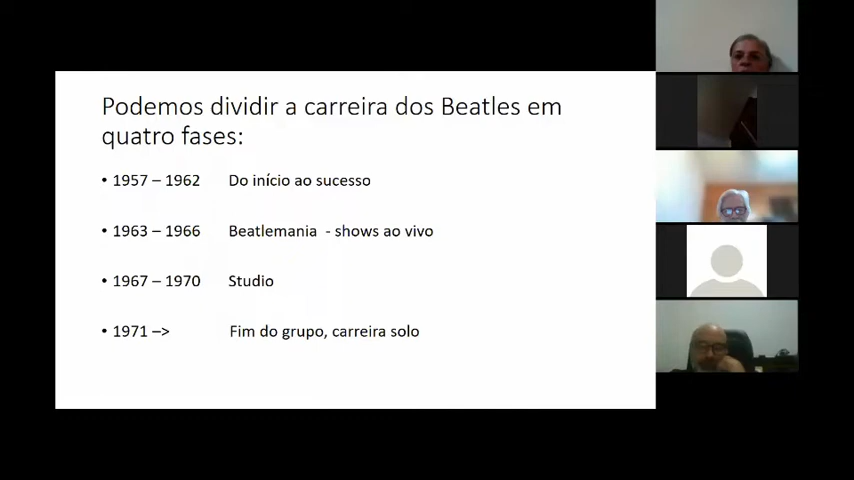 Podemos dividir a carreira dos Beatles em
quatro fases:
• 1957 – 1962 Do início ao sucesso
• 1963 – 1966 Beatlemania - shows ao vivo
• 1967 – 1970 Studio
• 1971 –> Fim do grupo, carreira solo